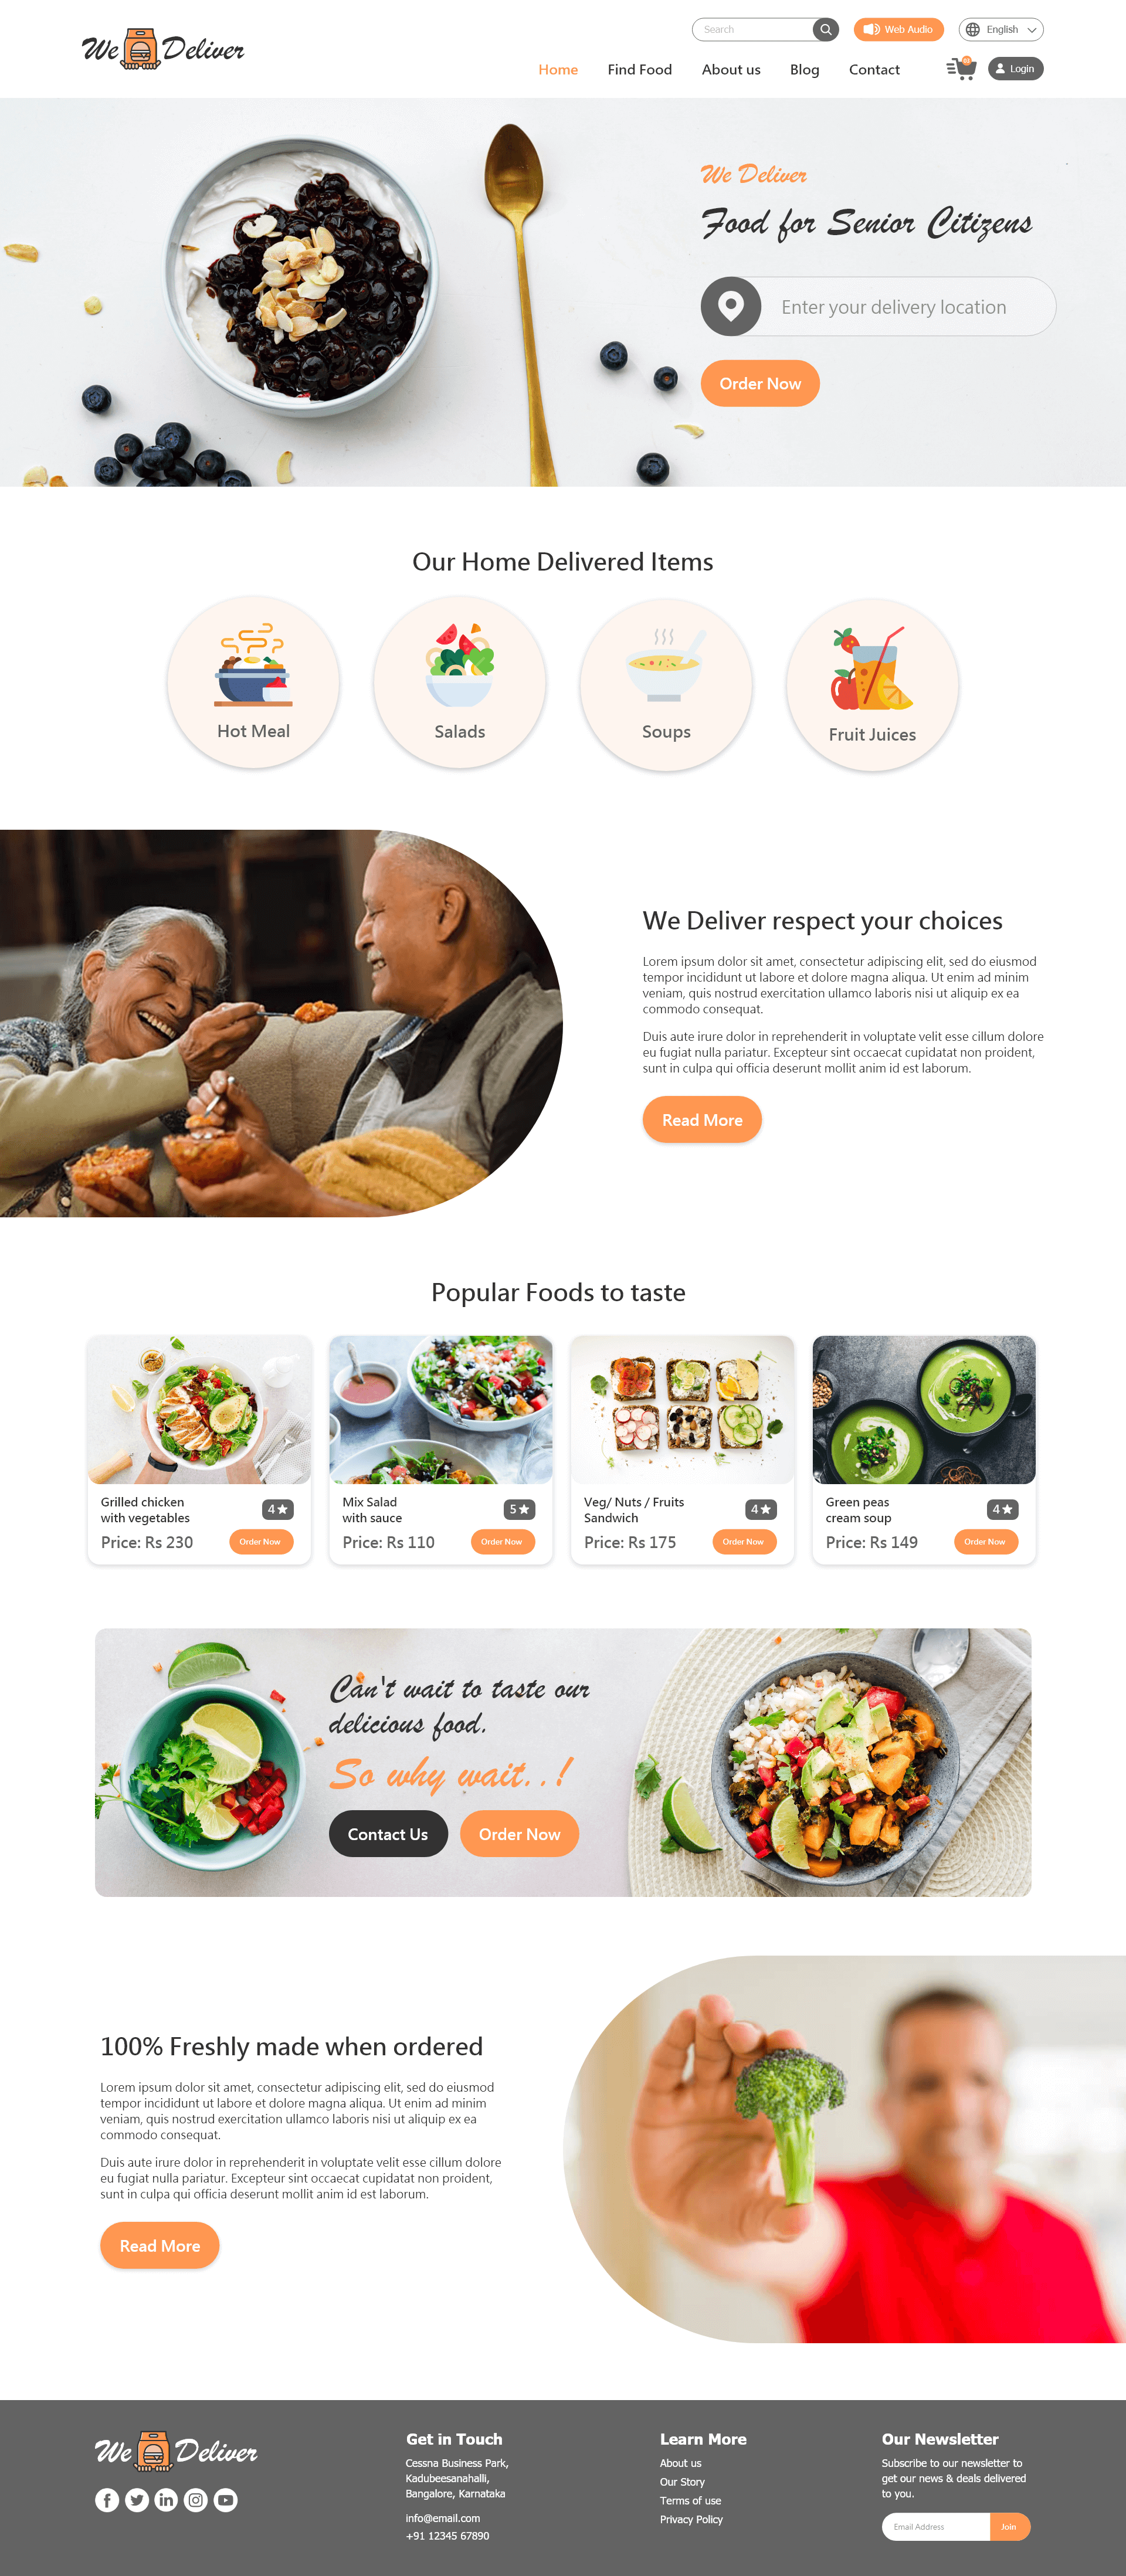 We Deliver
Search
Web Audio
English
Home
Find Food
About us
Blog
Contact
Login
We Deliver
Food for Senior Citizens
Enter your delivery location
Order Now
Our Home Delivered Items
Hot Meal
Salads
Soups
Fruit Juices
We Deliver respect your choices
Lorem ipsum dolor sit amet, consectetur adipiscing elit, sed do eiusmod
tempor incididunt ut labore et dolore magna aliqua. Ut enim ad minim
veniam, quis nostrud exercitation ullamco laboris nisi ut aliquip ex ea
commodo consequat.
Duis aute irure dolor in reprehenderit in voluptate velit esse cillum dolore
eu fugiat nulla pariatur. Excepteur sint occaecat cupidatat non proident,
sunt in culpa qui officia deserunt mollit anim id est laborum.
Read More
Popular Foods to taste
Grilled chicken
with vegetables
4
Price: Rs 230
Order Now
Mix Salad
with sauce
5
Price: Rs 110
Order Now
Veg/ Nuts / Fruits
Sandwich
4
Price: Rs 175
Order Now
Green peas
cream soup
4
Price: Rs 149
Order Now
Can't wait to taste our
delicious food.
So why wait..!
Contact Us
Order Now
100% Freshly made when ordered
Lorem ipsum dolor sit amet, consectetur adipiscing elit, sed do eiusmod
tempor incididunt ut labore et dolore magna aliqua. Ut enim ad minim
veniam, quis nostrud exercitation ullamco laboris nisi ut aliquip ex ea
commodo consequat.
Duis aute irure dolor in reprehenderit in voluptate velit esse cillum dolore
eu fugiat nulla pariatur. Excepteur sint occaecat cupidatat non proident,
sunt in culpa qui officia deserunt mollit anim id est laborum.
Read More
We Deliver
Get in Touch
Cessna Business Park,
Kadubeesanahalli,
Bangalore, Karnataka
info@email.com
+91 12345 67890
Learn More
About us
Our Story
Terms of use
Privacy Policy
Our Newsletter
Subscribe to our newsletter to
get our news & deals delivered
to you.
Email Address
Join